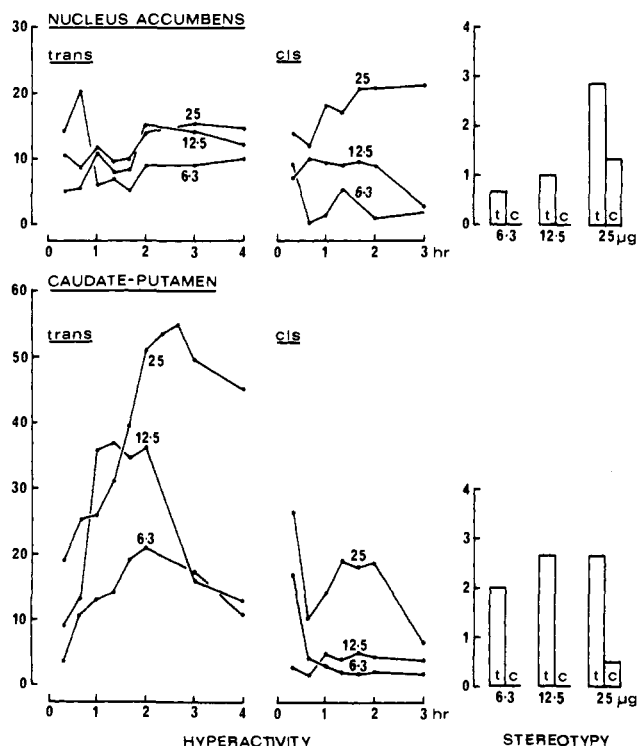 NUCLEUS ACCUMBENS
30
20
10
0
trans
25
12·5
6·3
0 1 2 3 4
cis
25
12·5
6·3
0 1 2 3 hr
4
3
2
1
0
t c t c t c
6·3 12·5 25 µg
CAUDATE-PUTAMEN
60
50
40
30
20
10
0
trans
25
12·5
6·3
0 1 2 3 4
cis
25
12·5
6·3
0 1 2 3 hr
4
3
2
1
0
t c t c t c
6·3 12·5 25 µg
HYPERACTIVITY
STEREOTYPY